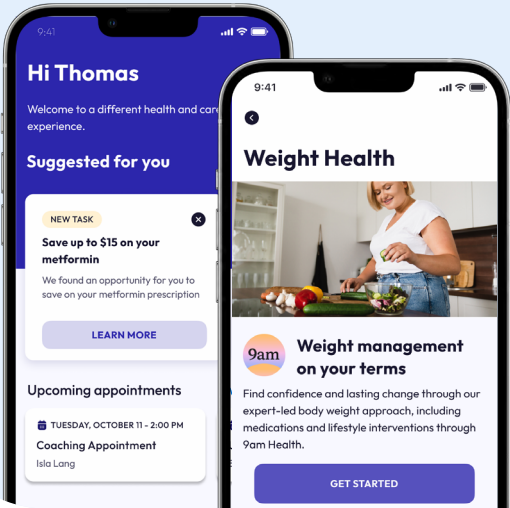 9:41
Hi Thomas
Welcome to a different health and care
experience.
Suggested for you
NEW TASK
Save up to $15 on your
metformin
We found an opportunity for you to
save on your metformin prescription
LEARN MORE
Upcoming appointments
TUESDAY, OCTOBER 11 - 2:00 PM
Coaching Appointment
Isla Lang
9:41
Weight Health
9am
Weight management
on your terms
Find confidence and lasting change through our
expert-led body weight approach, including
medications and lifestyle interventions through
9am Health.
GET STARTED